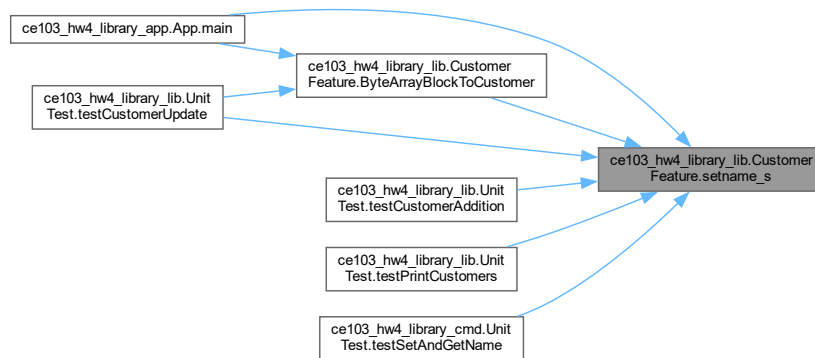 ce103_hw4_library_app.App.main
ce103_hw4_library_lib.Customer
Feature.ByteArrayBlockToCustomer
ce103_hw4_library_lib.Unit
Test.testCustomerUpdate
ce103_hw4_library_lib.Customer
Feature.setname_s
ce103_hw4_library_lib.Unit
Test.testCustomerAddition
ce103_hw4_library_lib.Unit
Test.testPrintCustomers
ce103_hw4_library_cmd.Unit
Test.testSetAndGetName